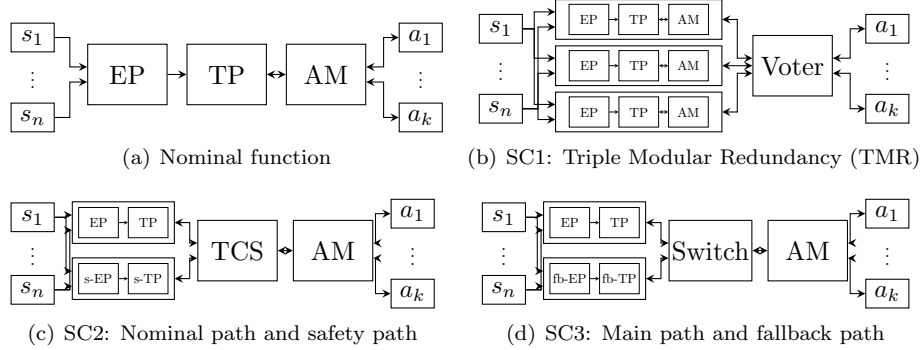 s1 EP TP AM a1
⋮ ⋮
sn ak
(a) Nominal function
s1 EP TP AM a1
⋮ EP TP AM Voter ⋮
sn EP TP AM ak
(b) SC1: Triple Modular Redundancy (TMR)
s1 EP TP a1
⋮ TCS AM ⋮
sn s-EP s-TP ak
(c) SC2: Nominal path and safety path
s1 EP TP a1
⋮ Switch AM ⋮
sn fb-EP fb-TP ak
(d) SC3: Main path and fallback path